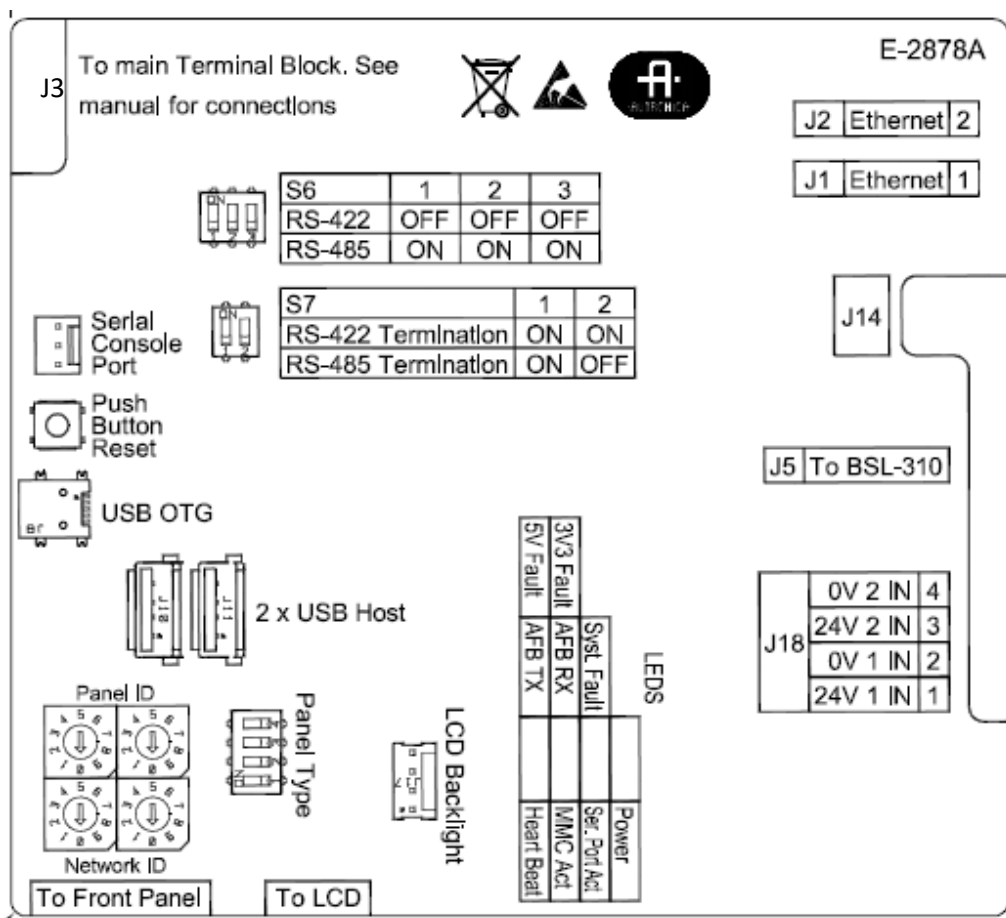 E-2878A
J3
To main Terminal Block. See
manual for connections
AUTRONICA
J2 Ethernet 2
J1 Ethernet 1
S6 1 2 3
RS-422 OFF OFF OFF
RS-485 ON ON ON
S7 1 2
RS-422 Termination ON ON
RS-485 Termination ON OFF
J14
Serial
Console
Port
Push
Button
Reset
J5 To BSL-310
USB OTG
J10 J11
2 x USB Host
J18
0V 2 IN 4
24V 2 IN 3
0V 1 IN 2
24V 1 IN 1
LEDS
Power
Syst. Fault
Ser. Port Act
3V3 Fault AFB RX MMC Act
5V Fault AFB TX Heart Beat
Panel ID
Panel Type
LCD Backlight
Network ID
To Front Panel
To LCD